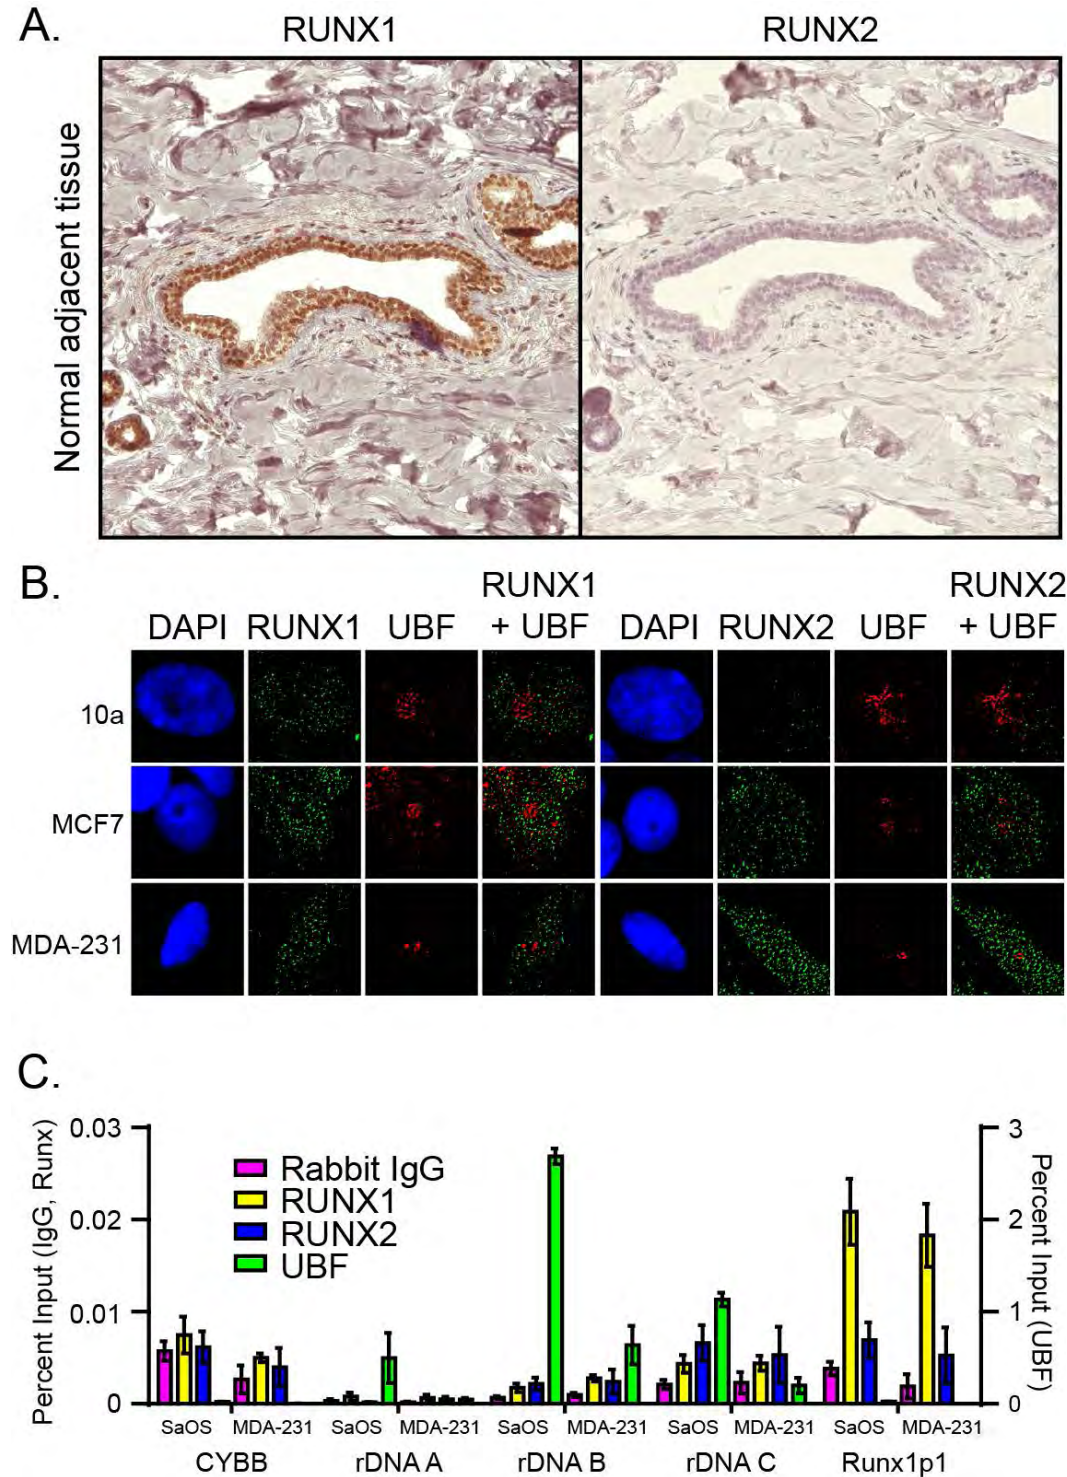 A.
RUNX1 RUNX2
Normal adjacent tissue
B.
RUNX1 RUNX2
DAPI RUNX1 UBF + UBF DAPI RUNX2 UBF + UBF
10a
MCF7
MDA-231
C.
Percent Input (IgG, Runx)
0.03
0.02
0.01
0
Rabbit IgG
RUNX1
RUNX2
UBF
3
2
1
0
Percent Input (UBF)
SaOS MDA-231 SaOS MDA-231 SaOS MDA-231 SaOS MDA-231 SaOS MDA-231
CYBB rDNA A rDNA B rDNA C Runx1p1